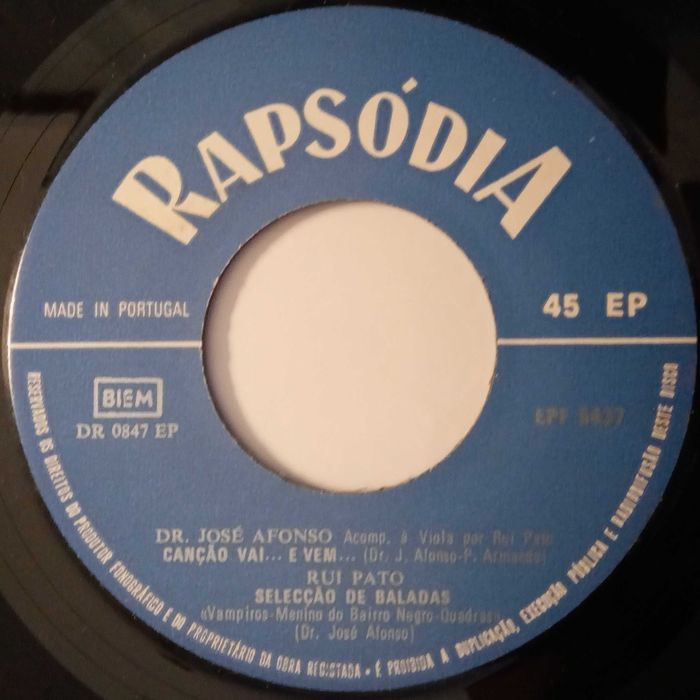 RAPSÓDIA
MADE IN PORTUGAL
45 EP
BIEM
DR 0847 EP
EPF 5437
DR. JOSÉ AFONSO Acomp. à Viola por Rui Pato
CANÇÃO VAI... E VEM... (Dr. J. Afonso-P. Armando)
RUI PATO
SELECÇÃO DE BALADAS
«Vampiros-Menino do Bairro Negro-Quadras»
(Dr. José Afonso)
RESERVADOS OS DIREITOS DO PRODUTOR FONOGRÁFICO E DO PROPRIETÁRIO DA OBRA REGISTADA • É PROIBIDA A DUPLICAÇÃO, EXECUÇÃO PÚBLICA E RADIODIFUSÃO DESTE DISCO